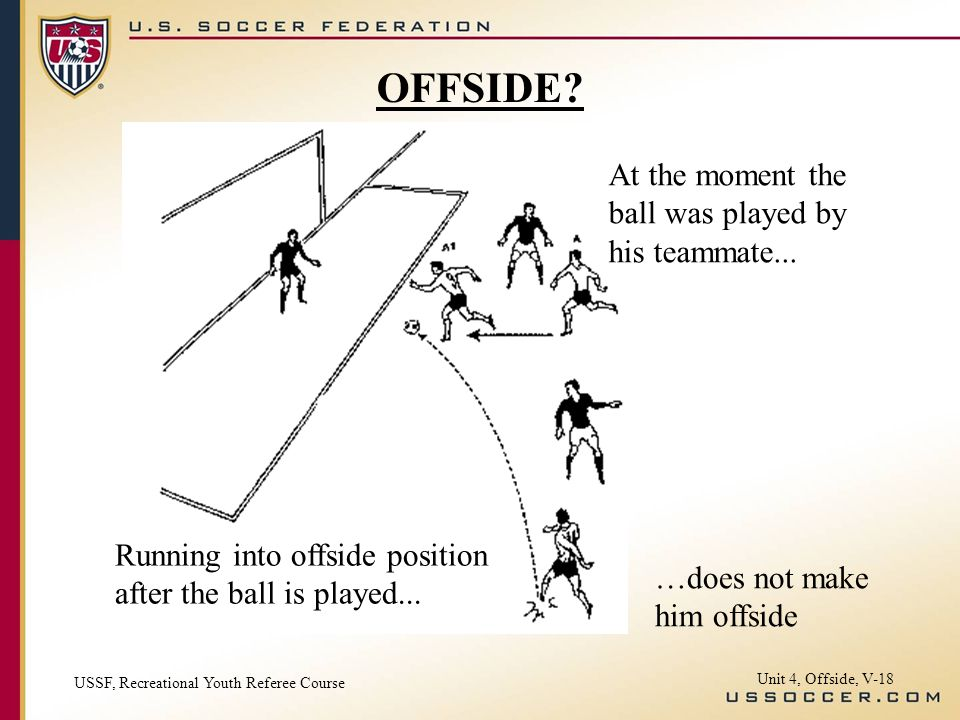 U.S. SOCCER FEDERATION
US
®
OFFSIDE?
At the moment the
ball was played by
his teammate...
A1
A
Running into offside position
after the ball is played...
…does not make
him offside
USSF, Recreational Youth Referee Course
Unit 4, Offside, V-18
USSOCCER.COM